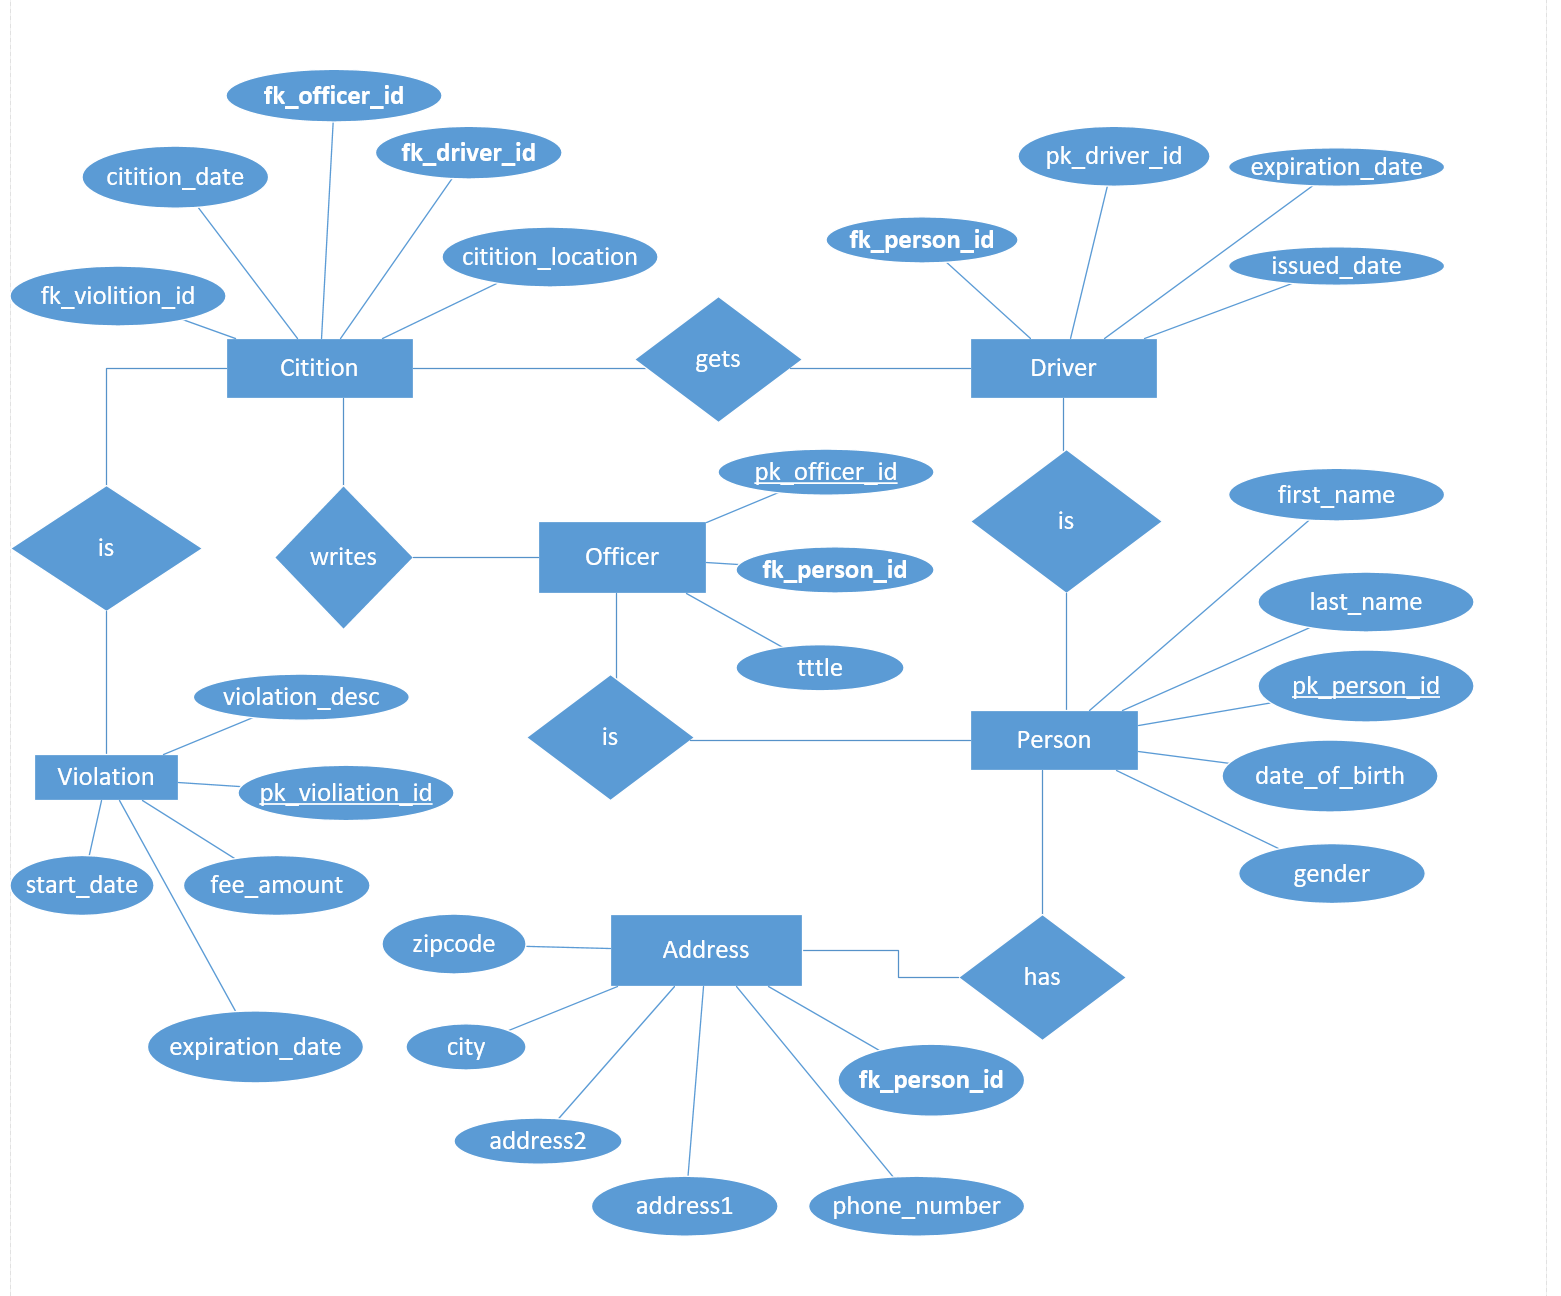 fk_officer_id
fk_driver_id
citition_date
pk_driver_id
expiration_date
fk_person_id
citition_location
issued_date
fk_violition_id
Citition
gets
Driver
pk_officer_id
first_name
is
is
writes
Officer
fk_person_id
last_name
tttle
violation_desc
pk_person_id
is
Person
Violation
pk_violiation_id
date_of_birth
start_date
fee_amount
gender
zipcode
Address
has
expiration_date
city
fk_person_id
address2
address1
phone_number